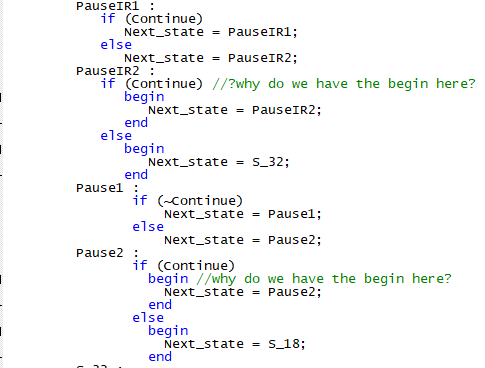 PauseIR1 :
if (Continue)
Next_state = PauseIR1;
else
Next_state = PauseIR2;
PauseIR2 :
if (Continue) //?why do we have the begin here?
begin
Next_state = PauseIR2;
end
else
begin
Next_state = S_32;
end
Pause1 :
if (~Continue)
Next_state = Pause1;
else
Next_state = Pause2;
Pause2 :
if (Continue)
begin //why do we have the begin here?
Next_state = Pause2;
end
else
begin
Next_state = S_18;
end